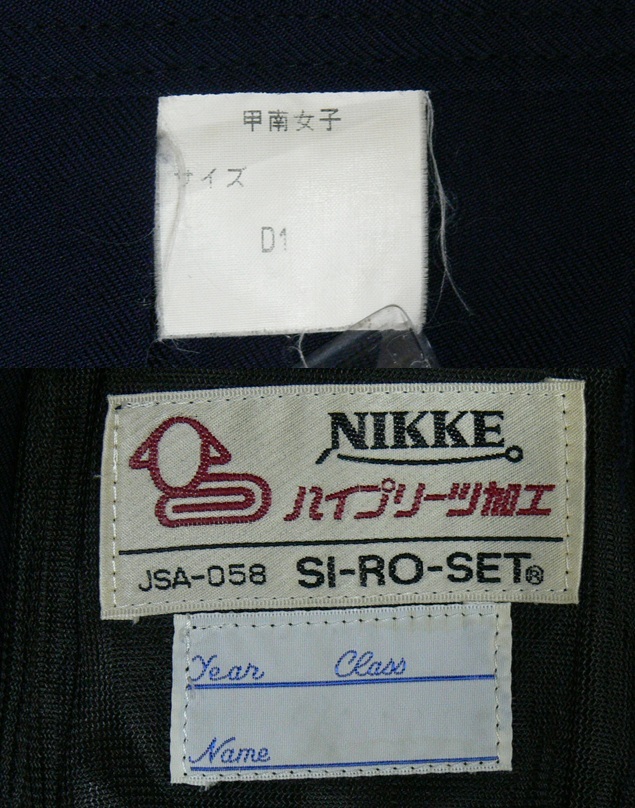 甲南女子
サイズ
D1
NIKKE
ハイプリーツ加工
JSA-058 SI-RO-SET®
Year Class
Name